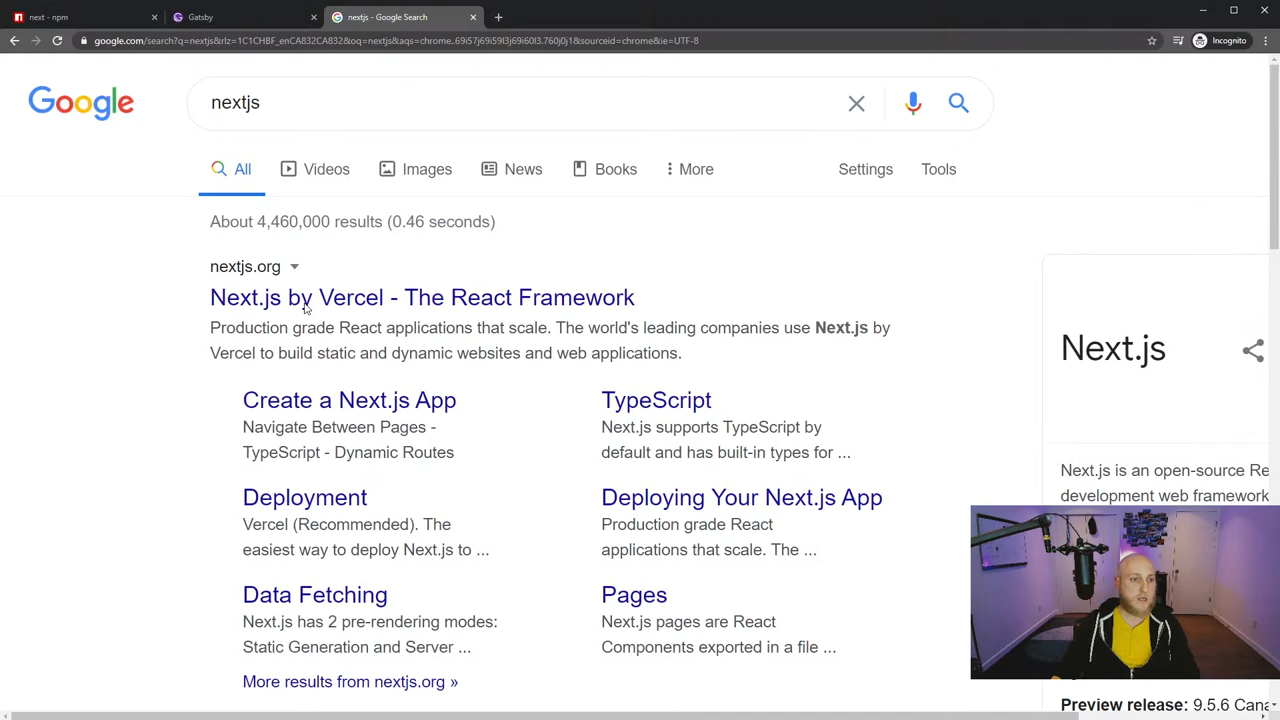 next - npm
Gatsby
nextjs - Google Search
google.com/search?q=nextjs&rlz=1C1CHBF_enCA832CA832&oq=nextjs&aqs=chrome..69i57j69i59l3j69i60l3.760j0j1&sourceid=chrome&ie=UTF-8
Incognito
Google
nextjs
All
Videos
Images
News
Books
More
Settings
Tools
About 4,460,000 results (0.46 seconds)
nextjs.org
Next.js by Vercel - The React Framework
Production grade React applications that scale. The world's leading companies use Next.js by
Vercel to build static and dynamic websites and web applications.
Create a Next.js App
Navigate Between Pages -
TypeScript - Dynamic Routes
TypeScript
Next.js supports TypeScript by
default and has built-in types for ...
Deployment
Vercel (Recommended). The
easiest way to deploy Next.js to ...
Deploying Your Next.js App
Production grade React
applications that scale. The ...
Data Fetching
Next.js has 2 pre-rendering modes:
Static Generation and Server ...
Pages
Next.js pages are React
Components exported in a file ...
More results from nextjs.org »
Next.js
Next.js is an open-source Re
development web framework
Preview release: 9.5.6 Cana